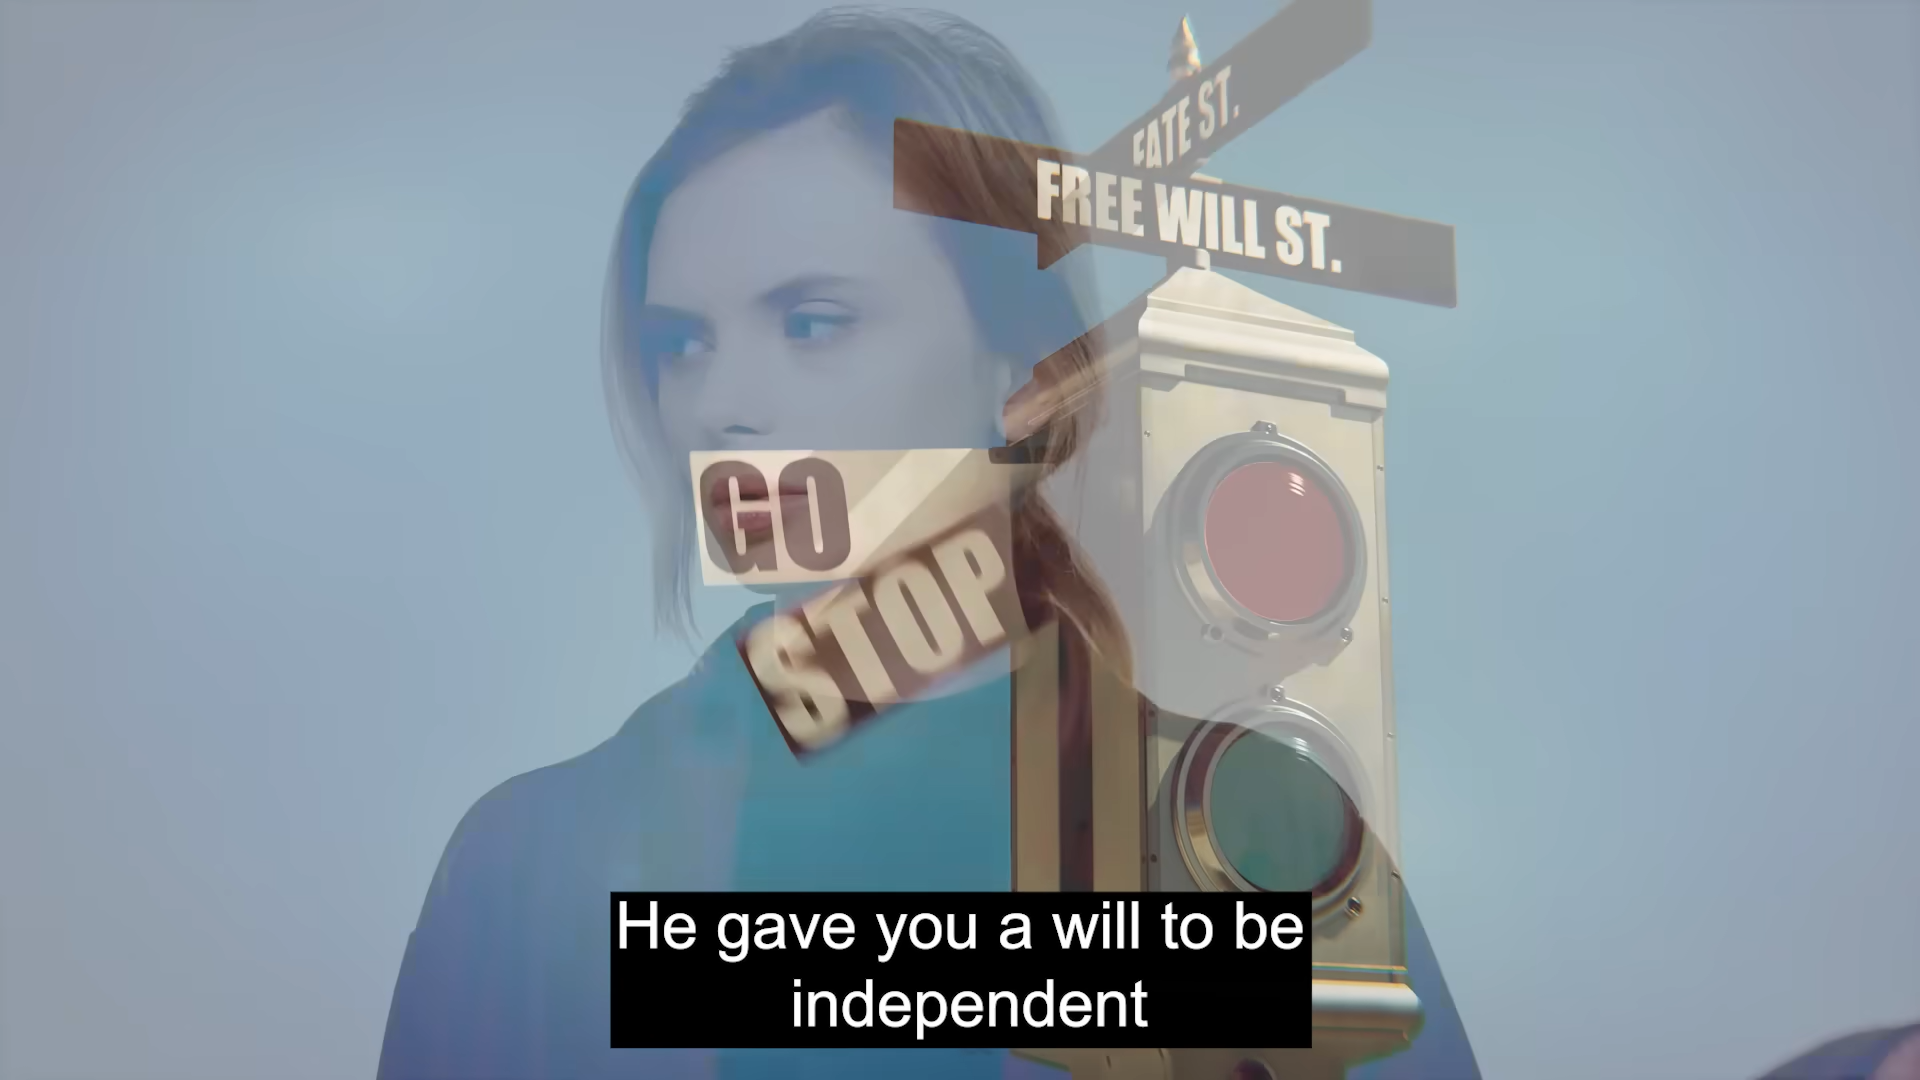 FATE ST.
FREE WILL ST.
GO
STOP
He gave you a will to be
independent